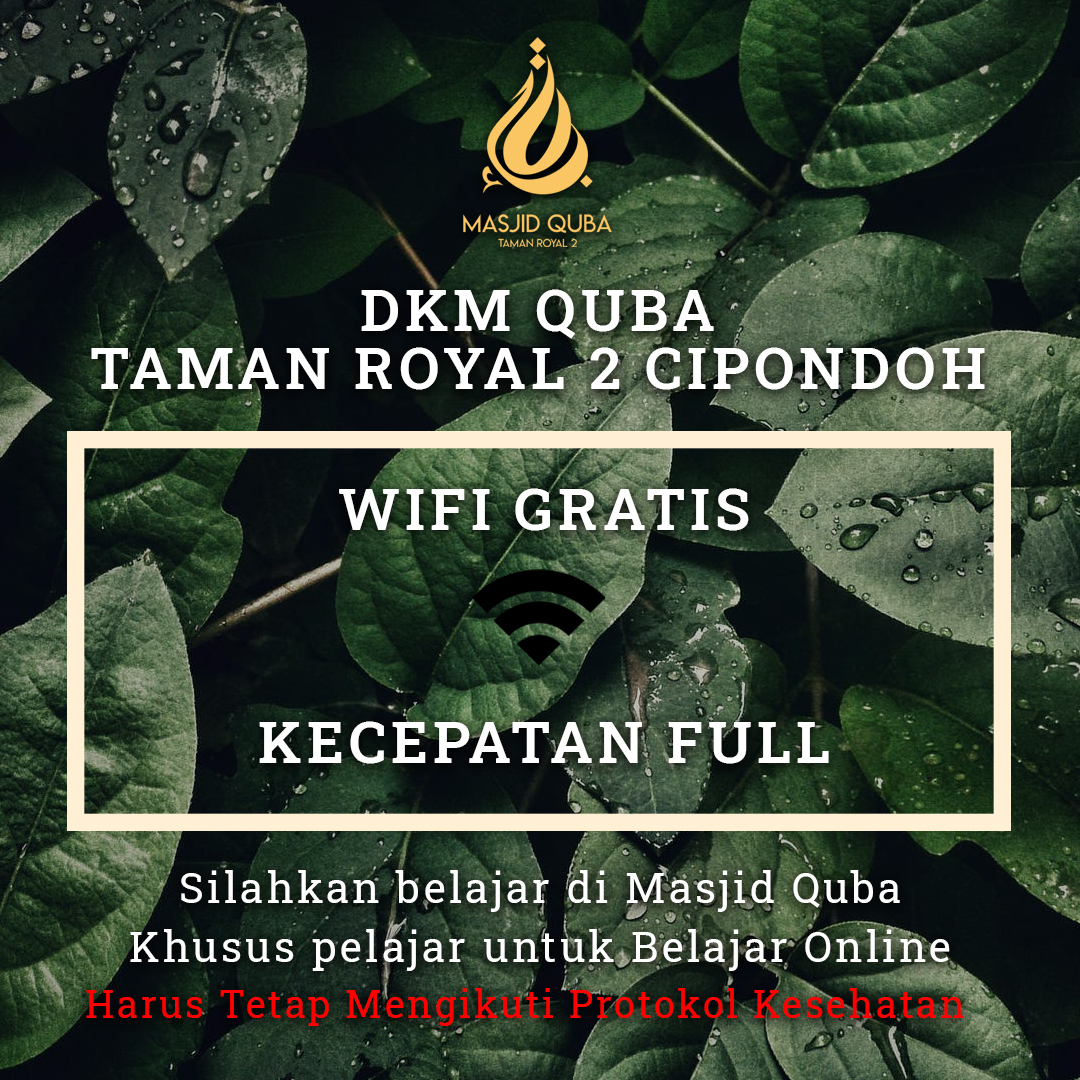 MASJID QUBA
TAMAN ROYAL 2
DKM QUBA
TAMAN ROYAL 2 CIPONDOH
WIFI GRATIS
KECEPATAN FULL
Silahkan belajar di Masjid Quba
Khusus pelajar untuk Belajar Online
Harus Tetap Mengikuti Protokol Kesehatan